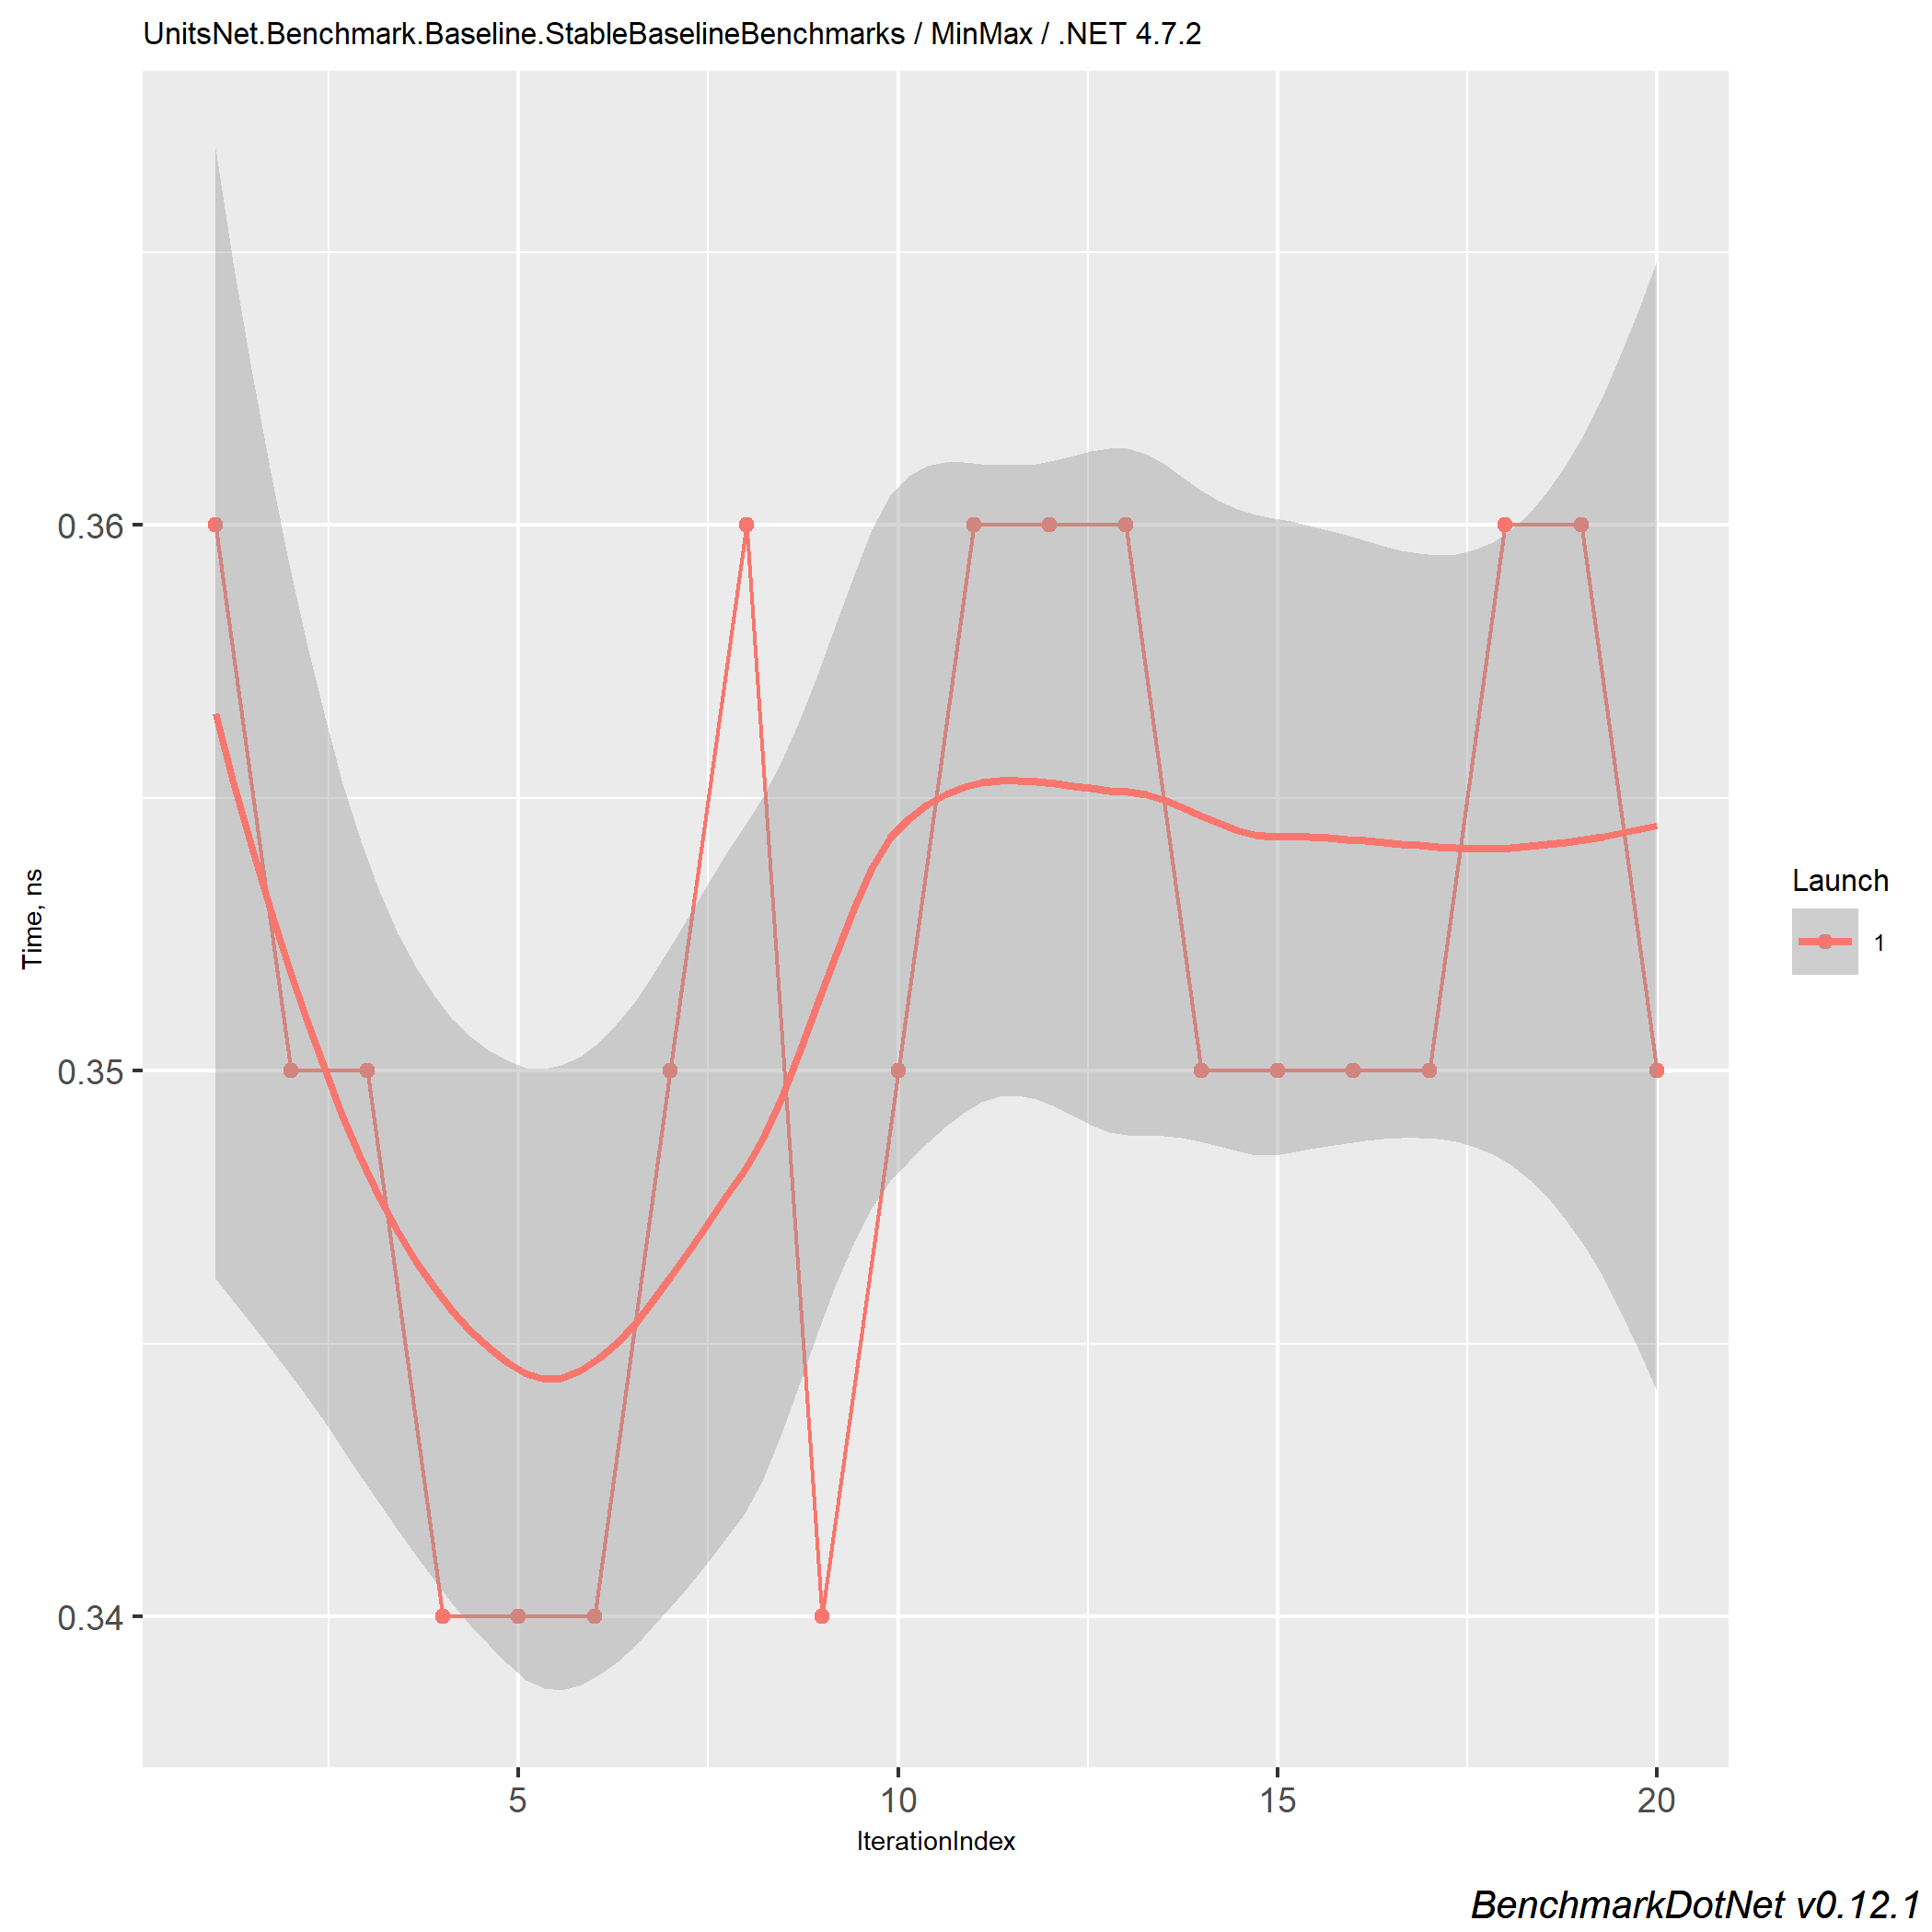 UnitsNet.Benchmark.Baseline.StableBaselineBenchmarks / MinMax / .NET 4.7.2
0.36
0.35
0.34
Time, ns
5 10 15 20
IterationIndex
Launch
1
BenchmarkDotNet v0.12.1